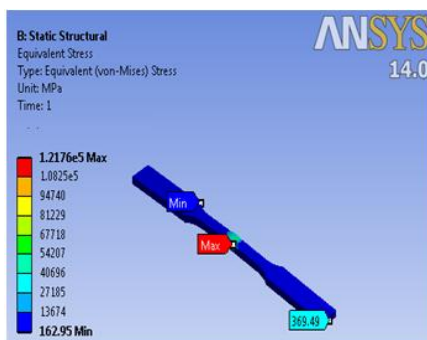 B: Static Structural
Equivalent Stress
Type: Equivalent (von-Mises) Stress
Unit: MPa
Time: 1
ANSYS
14.0
1.2176e5 Max
1.0825e5
94740
81229
67718
54207
40696
27185
13674
162.95 Min
Min
Max
369.49